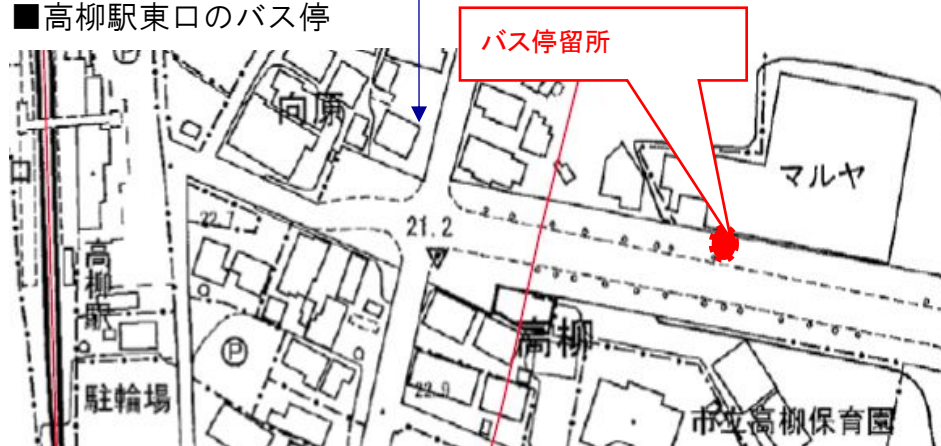 ■高柳駅東口のバス停
バス停留所
向原
マルヤ
22.7
21.2
高柳駅
P
高柳
駐輪場
22.9
市立高柳保育園